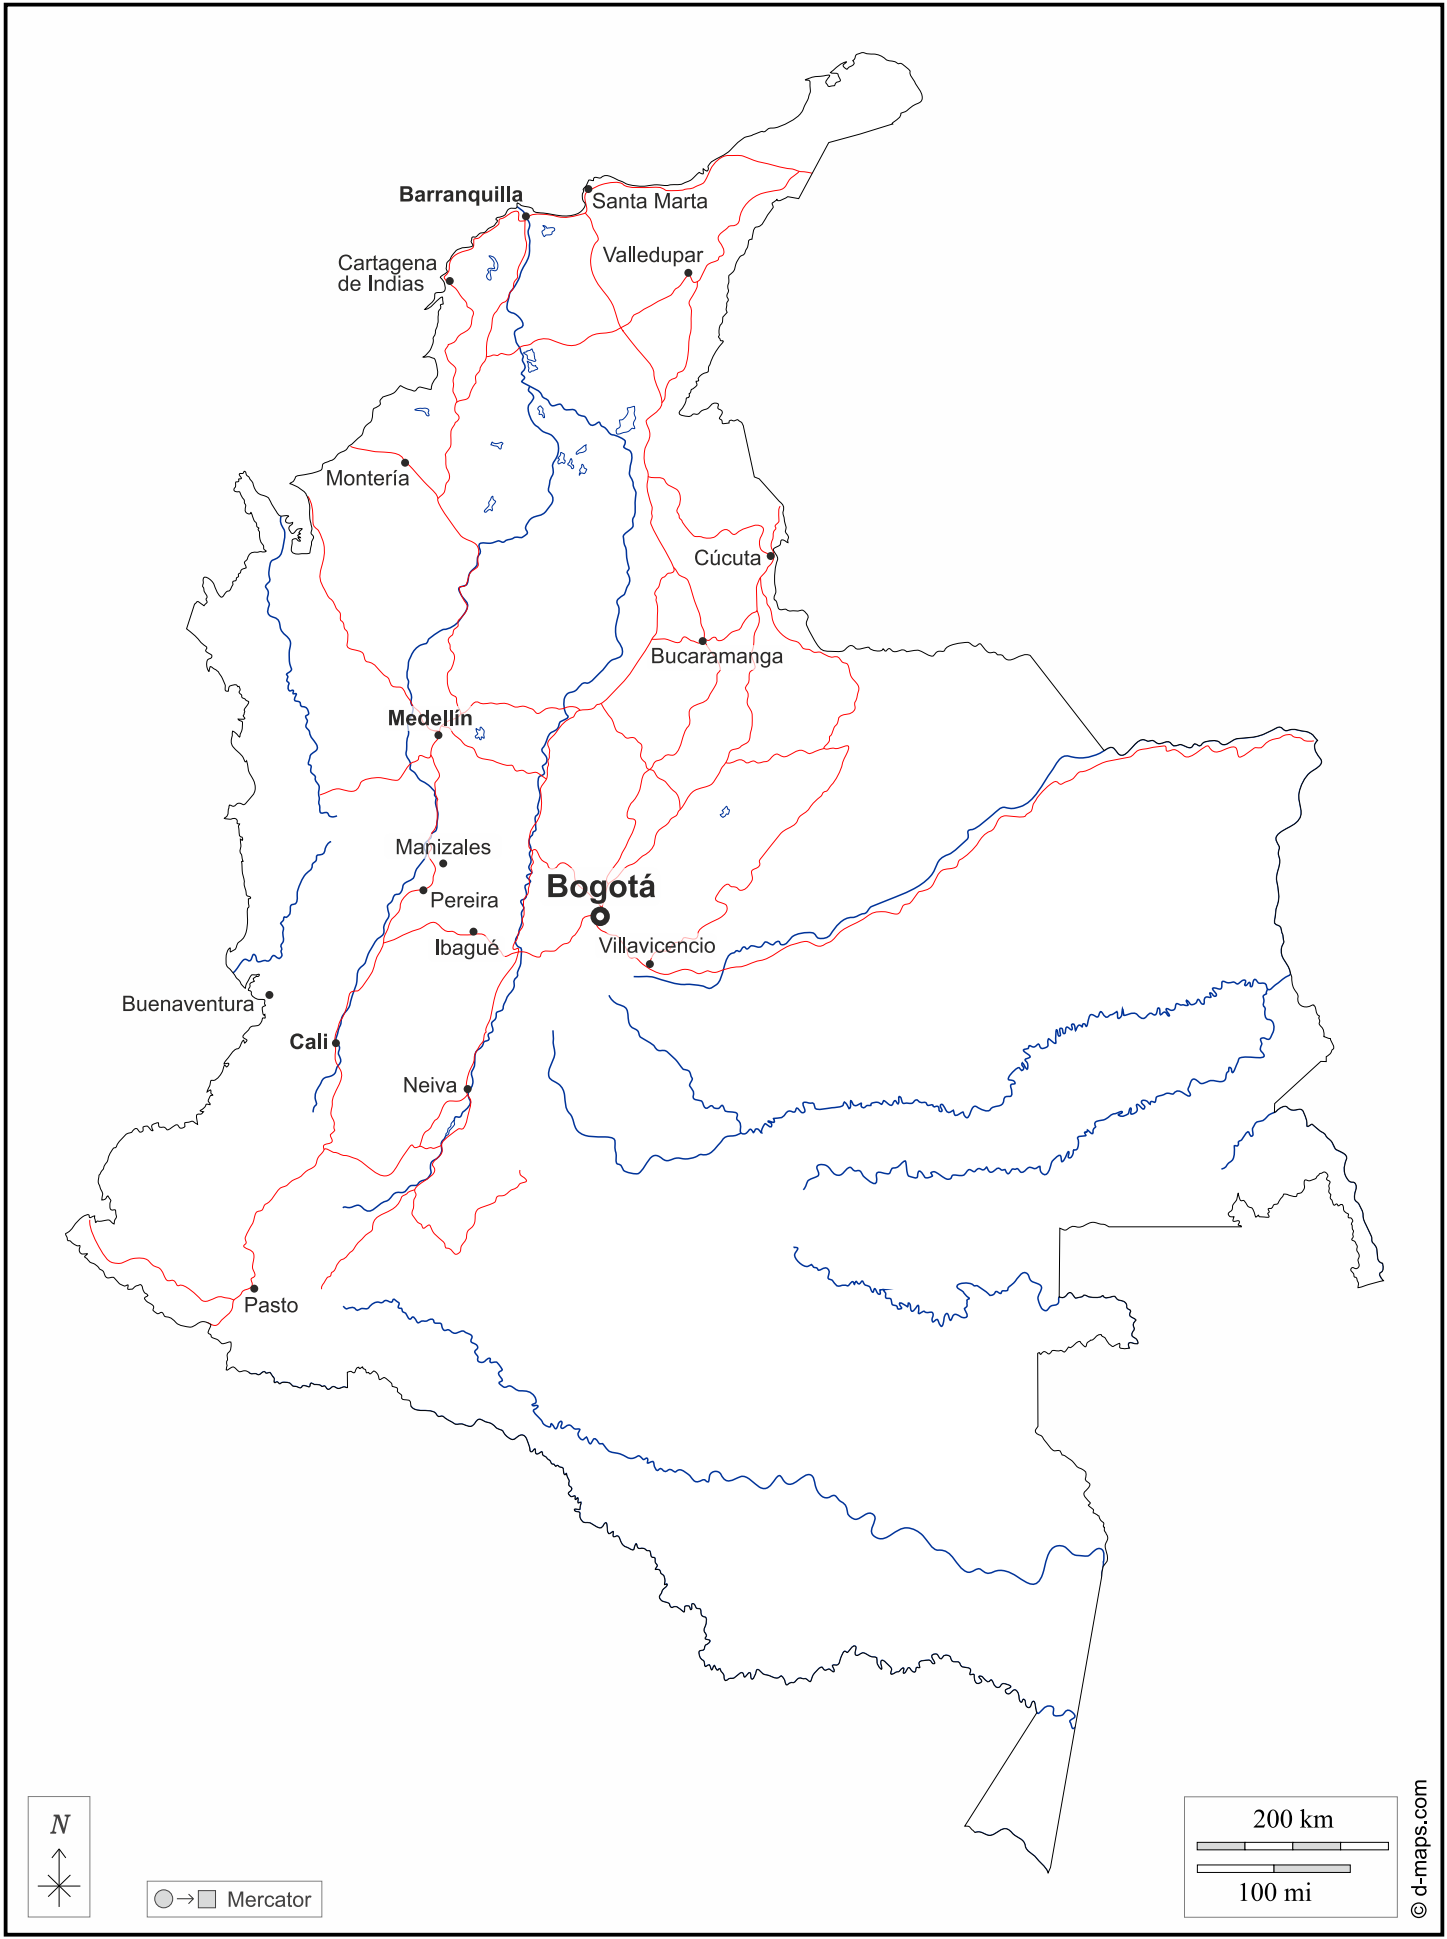 Barranquilla
Santa Marta
Cartagena
de Indias
Valledupar
Montería
Cúcuta
Bucaramanga
Medellín
Manizales
Pereira
Bogotá
Ibagué
Villavicencio
Buenaventura
Cali
Neiva
Pasto
N
Mercator
200 km
100 mi
© d-maps.com